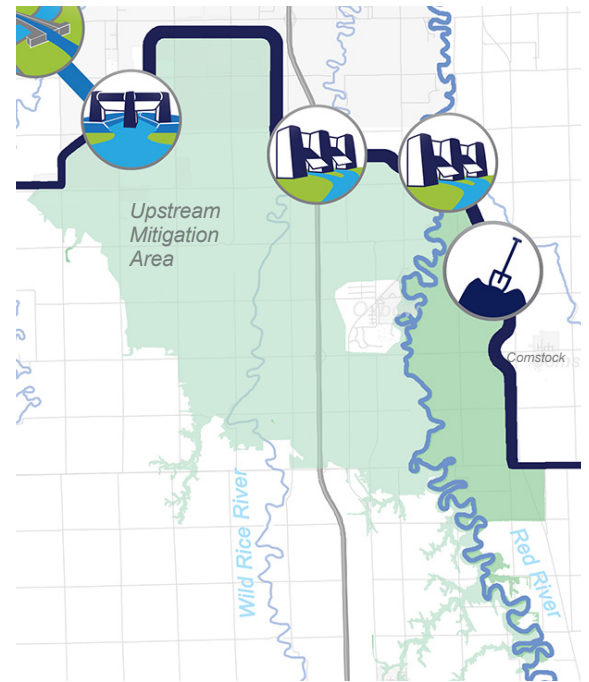 Upstream
Mitigation
Area
Comstock
Wild Rice River
Red River